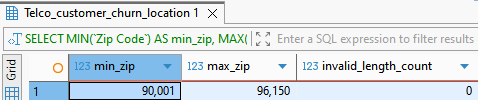 Telco_customer_churn_location 1
SELECT MIN(`Zip Code`) AS min_zip, MAX( Enter a SQL expression to filter results
Grid
123 min_zip 123 max_zip 123 invalid_length_count
1 90,001 96,150 0